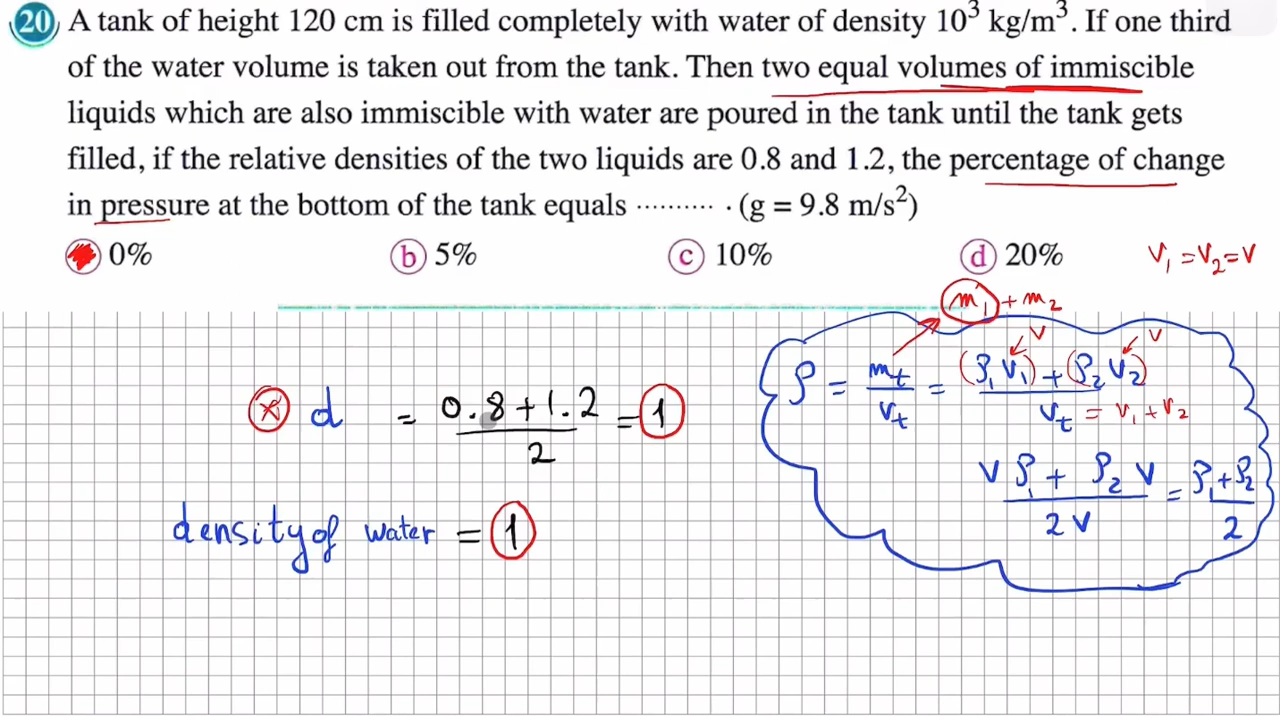 20 A tank of height 120 cm is filled completely with water of density 10³ kg/m³. If one third
of the water volume is taken out from the tank. Then two equal volumes of immiscible
liquids which are also immiscible with water are poured in the tank until the tank gets
filled, if the relative densities of the two liquids are 0.8 and 1.2, the percentage of change
in pressure at the bottom of the tank equals ·········· . (g = 9.8 m/s²)
0% b 5% c 10% d 20%
V₁ = V₂ = V
m₁ + m₂
V V
ρ = mₜ/Vₜ = (ρ₁V₁) + (ρ₂V₂)/Vₜ = V₁ + V₂
d = 0.8 + 1.2/2 = 1
Vρ₁ + ρ₂V/2V = ρ₁ + ρ₂/2
density of water = 1